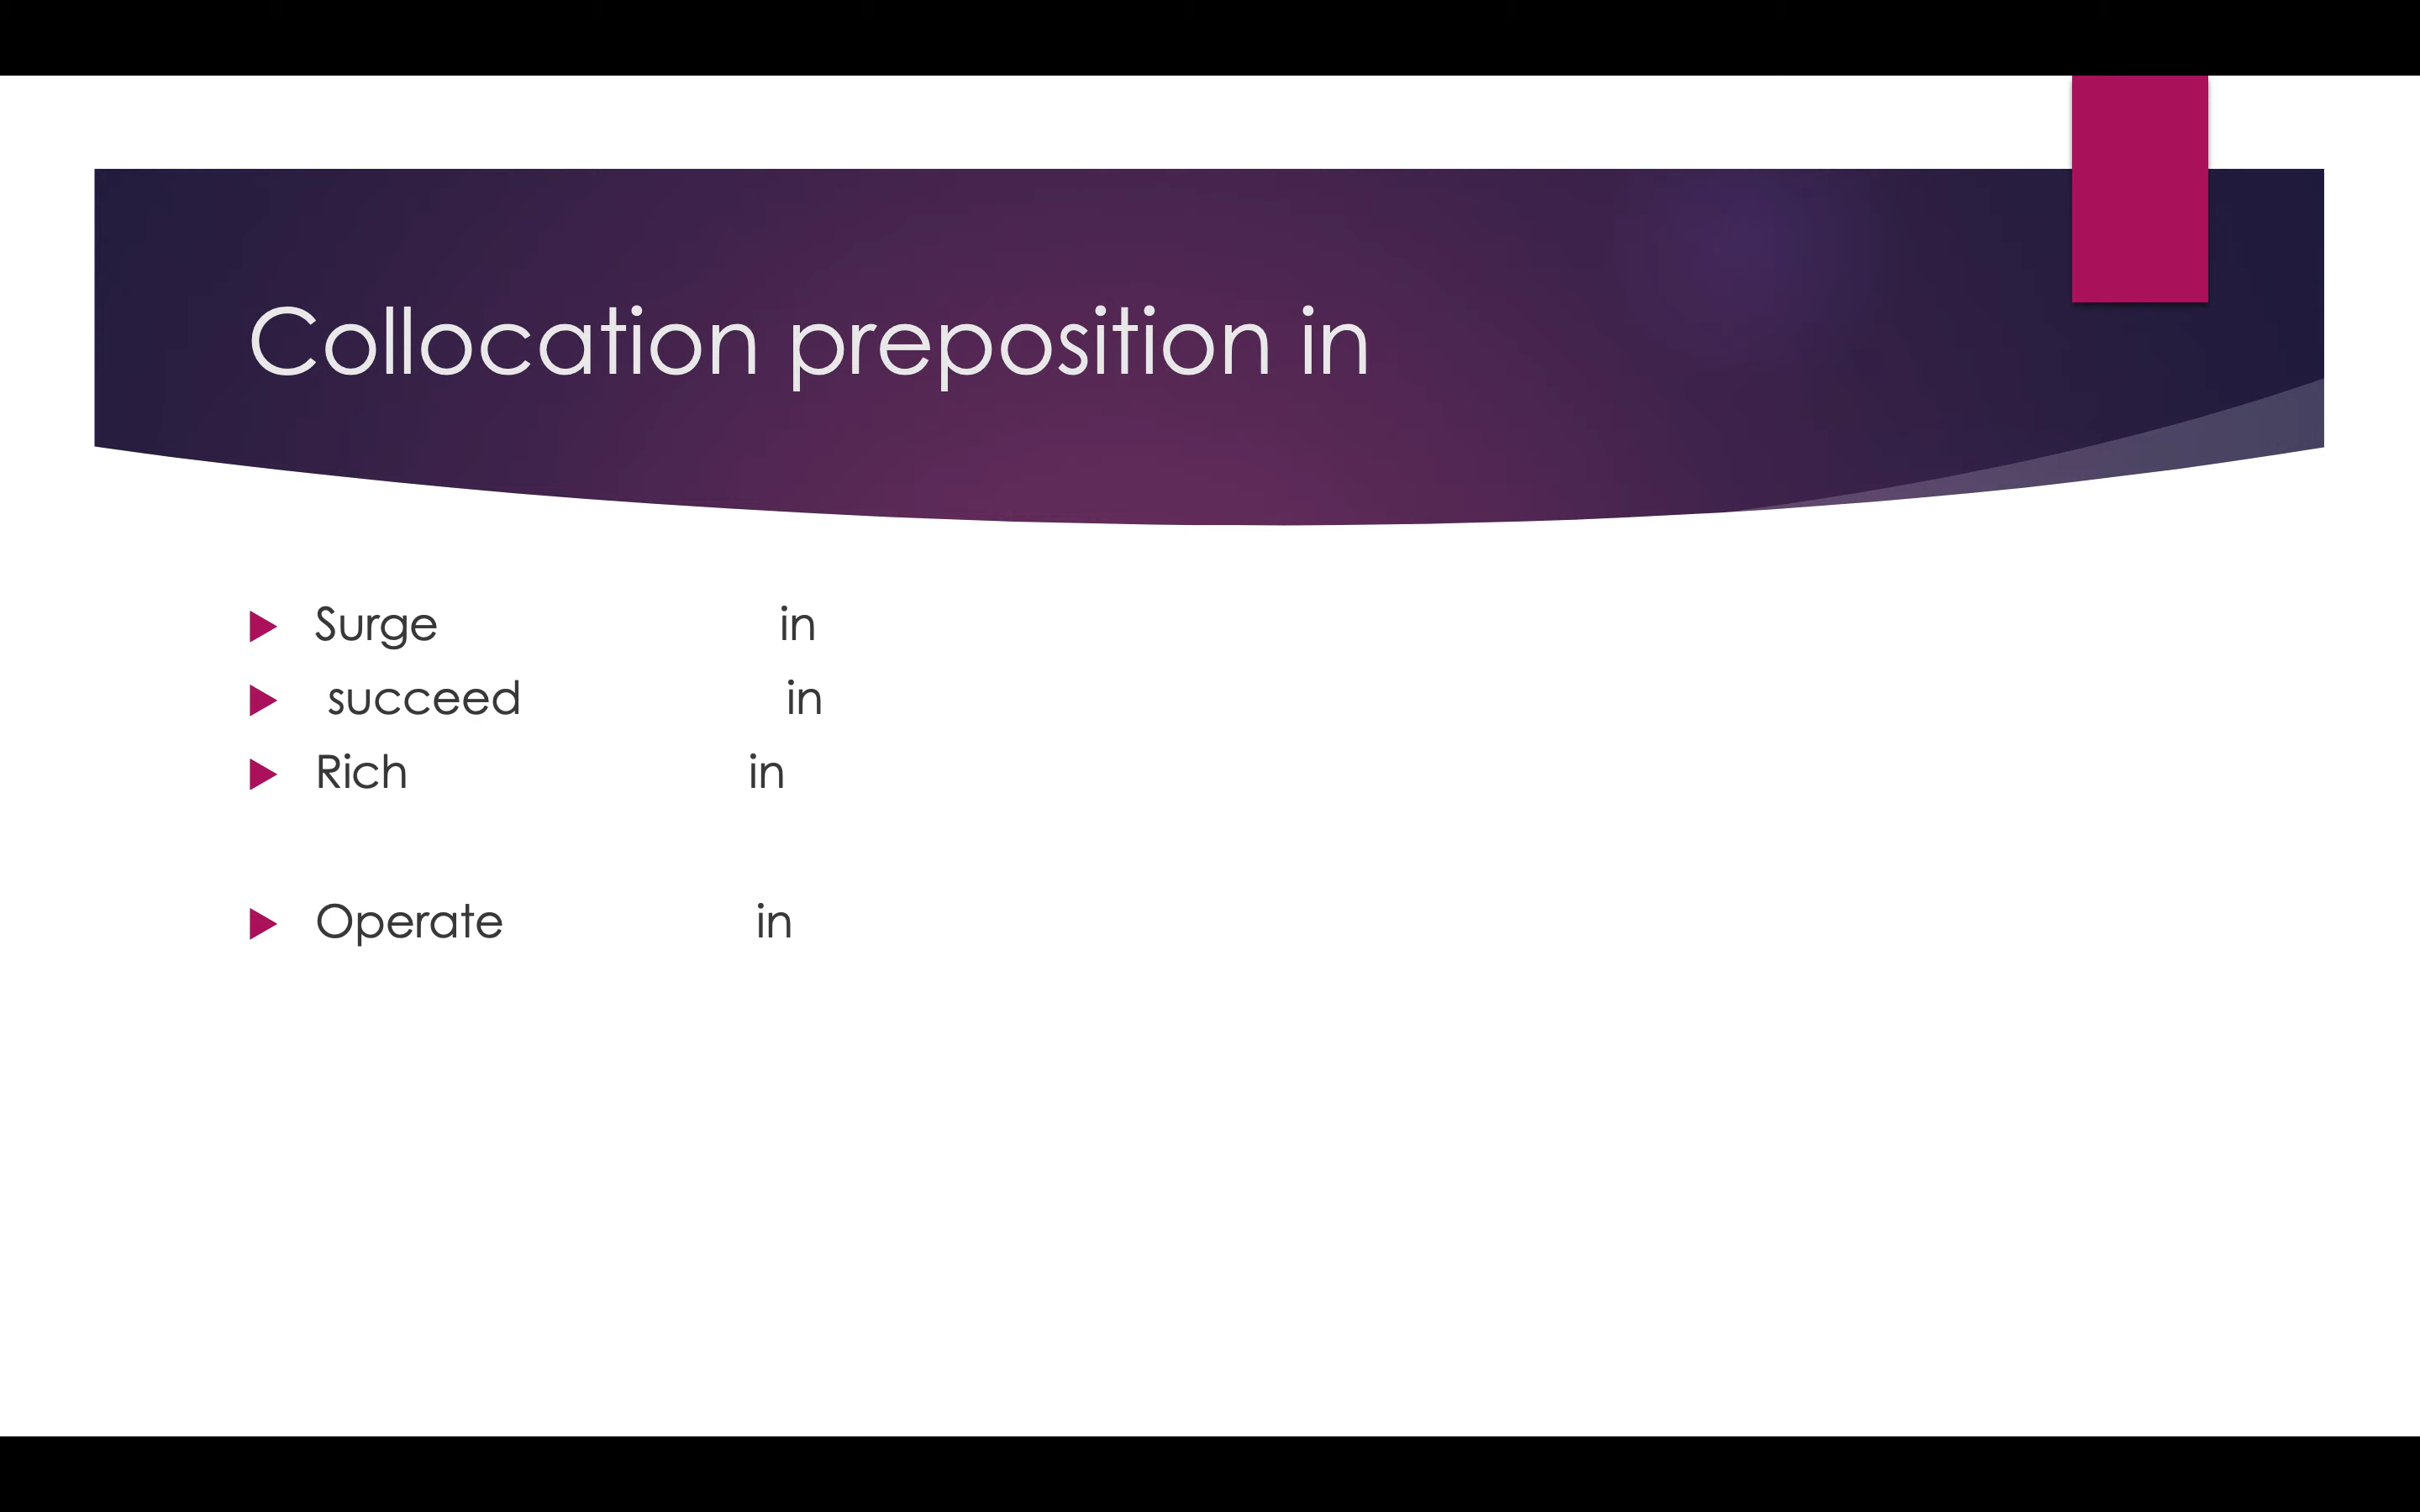 Collocation preposition in
Surge in
succeed in
Rich in
Operate in